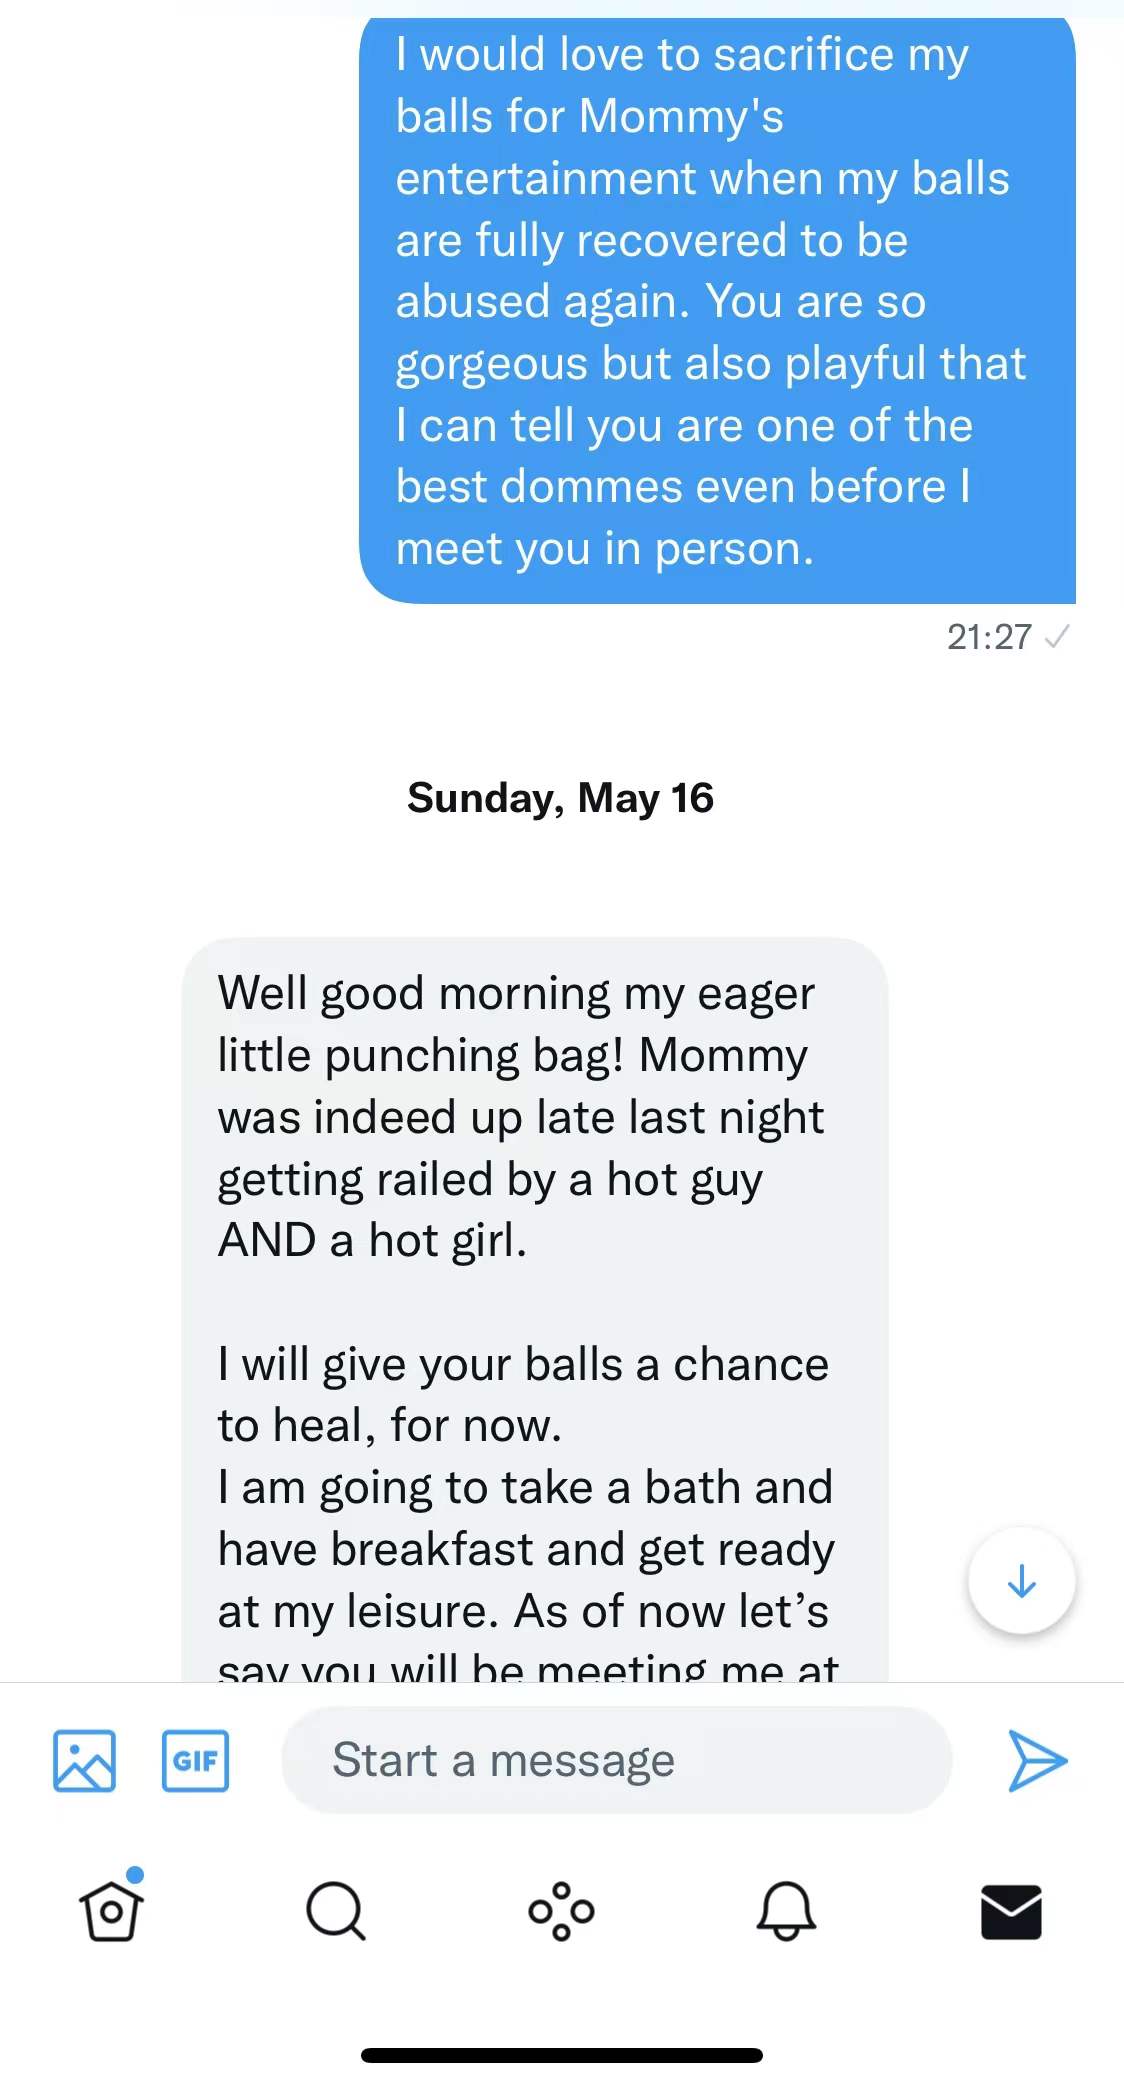 I would love to sacrifice my
balls for Mommy's
entertainment when my balls
are fully recovered to be
abused again. You are so
gorgeous but also playful that
I can tell you are one of the
best dommes even before I
meet you in person.
21:27
Sunday, May 16
Well good morning my eager
little punching bag! Mommy
was indeed up late last night
getting railed by a hot guy
AND a hot girl.
I will give your balls a chance
to heal, for now.
I am going to take a bath and
have breakfast and get ready
at my leisure. As of now let’s
say you will be meeting me at
GIF
Start a message